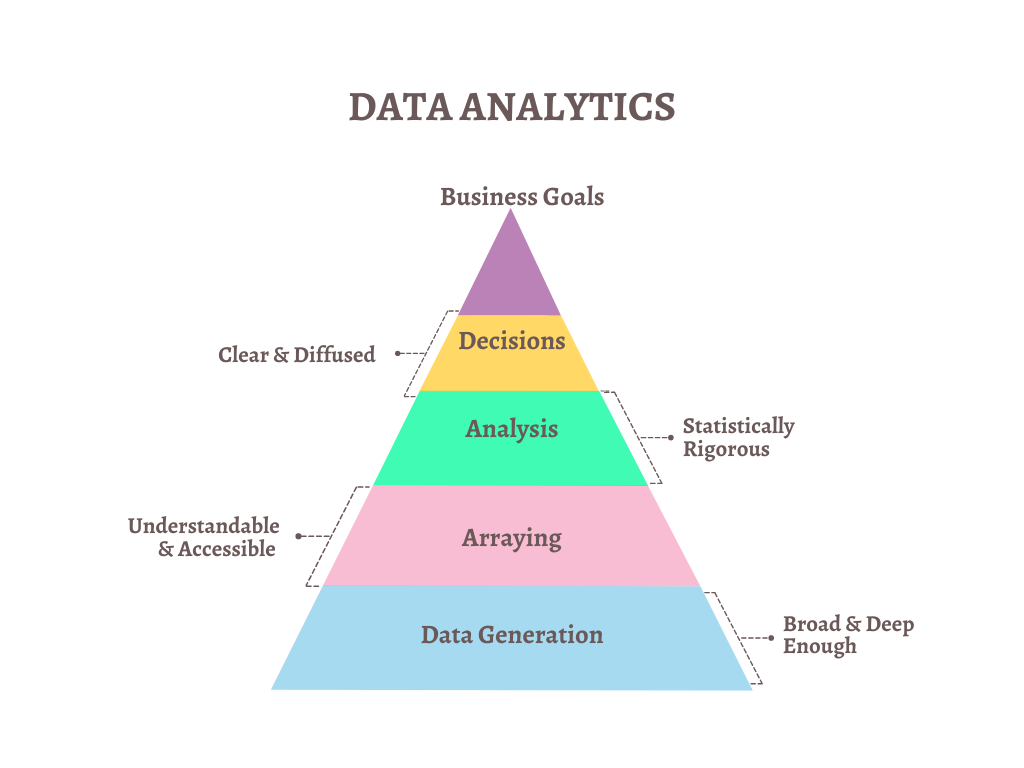 DATA ANALYTICS
Business Goals
Decisions
Clear & Diffused
Analysis
Statistically
Rigorous
Understandable
& Accessible
Arraying
Data Generation
Broad & Deep
Enough